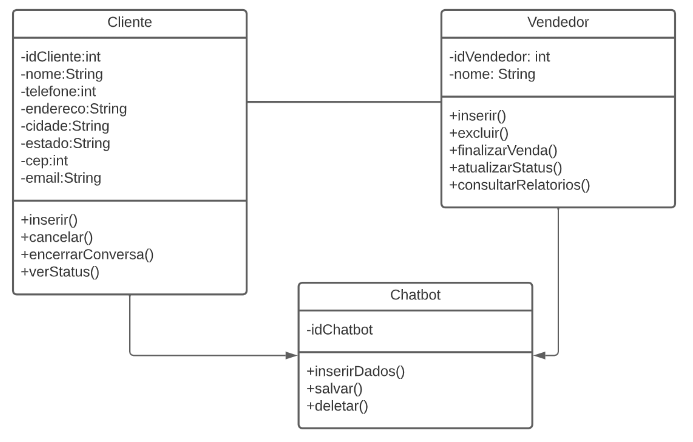 Cliente
-idCliente:int
-nome:String
-telefone:int
-endereco:String
-cidade:String
-estado:String
-cep:int
-email:String
+inserir()
+cancelar()
+encerrarConversa()
+verStatus()
Vendedor
-idVendedor: int
-nome: String
+inserir()
+excluir()
+finalizarVenda()
+atualizarStatus()
+consultarRelatorios()
Chatbot
-idChatbot
+inserirDados()
+salvar()
+deletar()